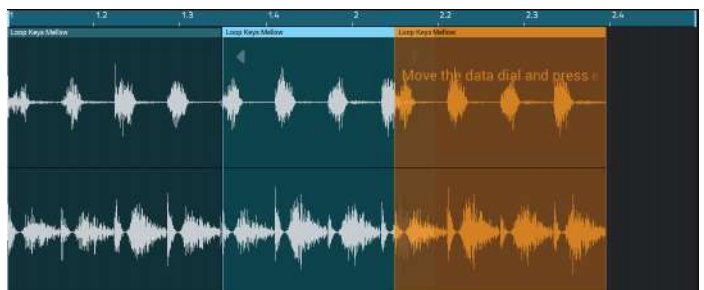 1 1.2 1.3 1.4 2 2.2 2.3 2.4
Loop Keys Mellow Loop Keys Mellow Loop Keys Mellow
Move the data dial and press e